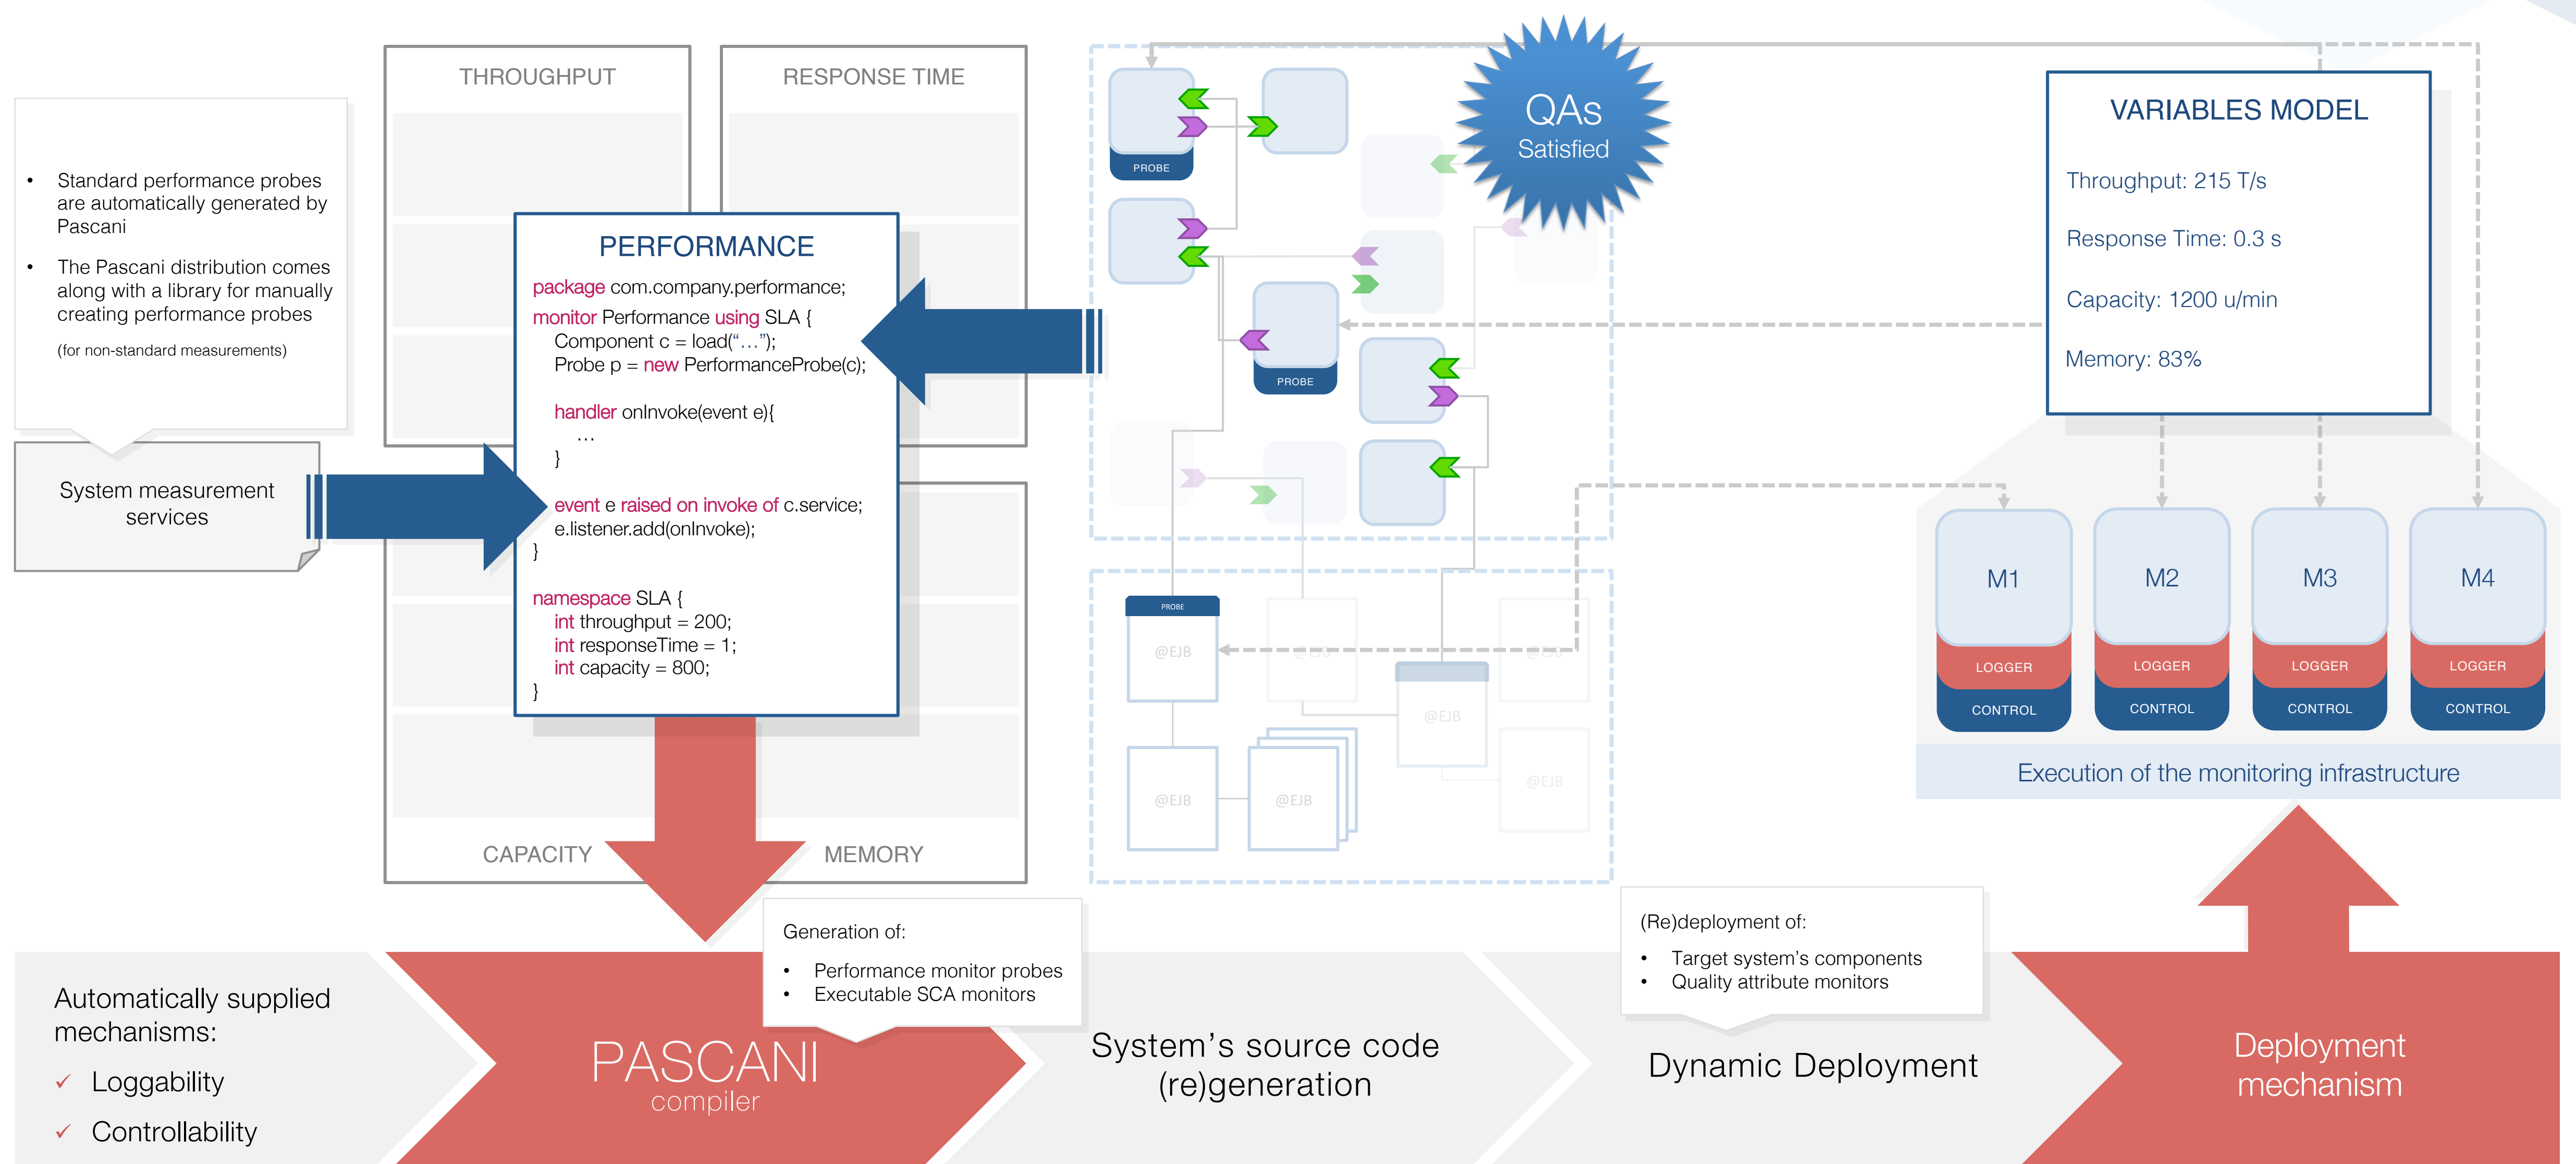 THROUGHPUT
RESPONSE TIME
• Standard performance probes
are automatically generated by
Pascani
• The Pascani distribution comes
along with a library for manually
creating performance probes
(for non-standard measurements)
System measurement
services
PERFORMANCE
package com.company.performance;
monitor Performance using SLA {
Component c = load(“…”);
Probe p = new PerformanceProbe(c);
handler onInvoke(event e){
…
}
event e raised on invoke of c.service;
e.listener.add(onInvoke);
}
namespace SLA {
int throughput = 200;
int responseTime = 1;
int capacity = 800;
}
CAPACITY
MEMORY
PROBE
PROBE
QAs
Satisfied
PROBE
@EJB
@EJB
@EJB
@EJB
@EJB
@EJB
@EJB
VARIABLES MODEL
Throughput: 215 T/s
Response Time: 0.3 s
Capacity: 1200 u/min
Memory: 83%
M1
M2
M3
M4
LOGGER
LOGGER
LOGGER
LOGGER
CONTROL
CONTROL
CONTROL
CONTROL
Execution of the monitoring infrastructure
Generation of:
• Performance monitor probes
• Executable SCA monitors
(Re)deployment of:
• Target system’s components
• Quality attribute monitors
Automatically supplied
mechanisms:
✓ Loggability
✓ Controllability
PASCANI
compiler
System’s source code
(re)generation
Dynamic Deployment
Deployment
mechanism